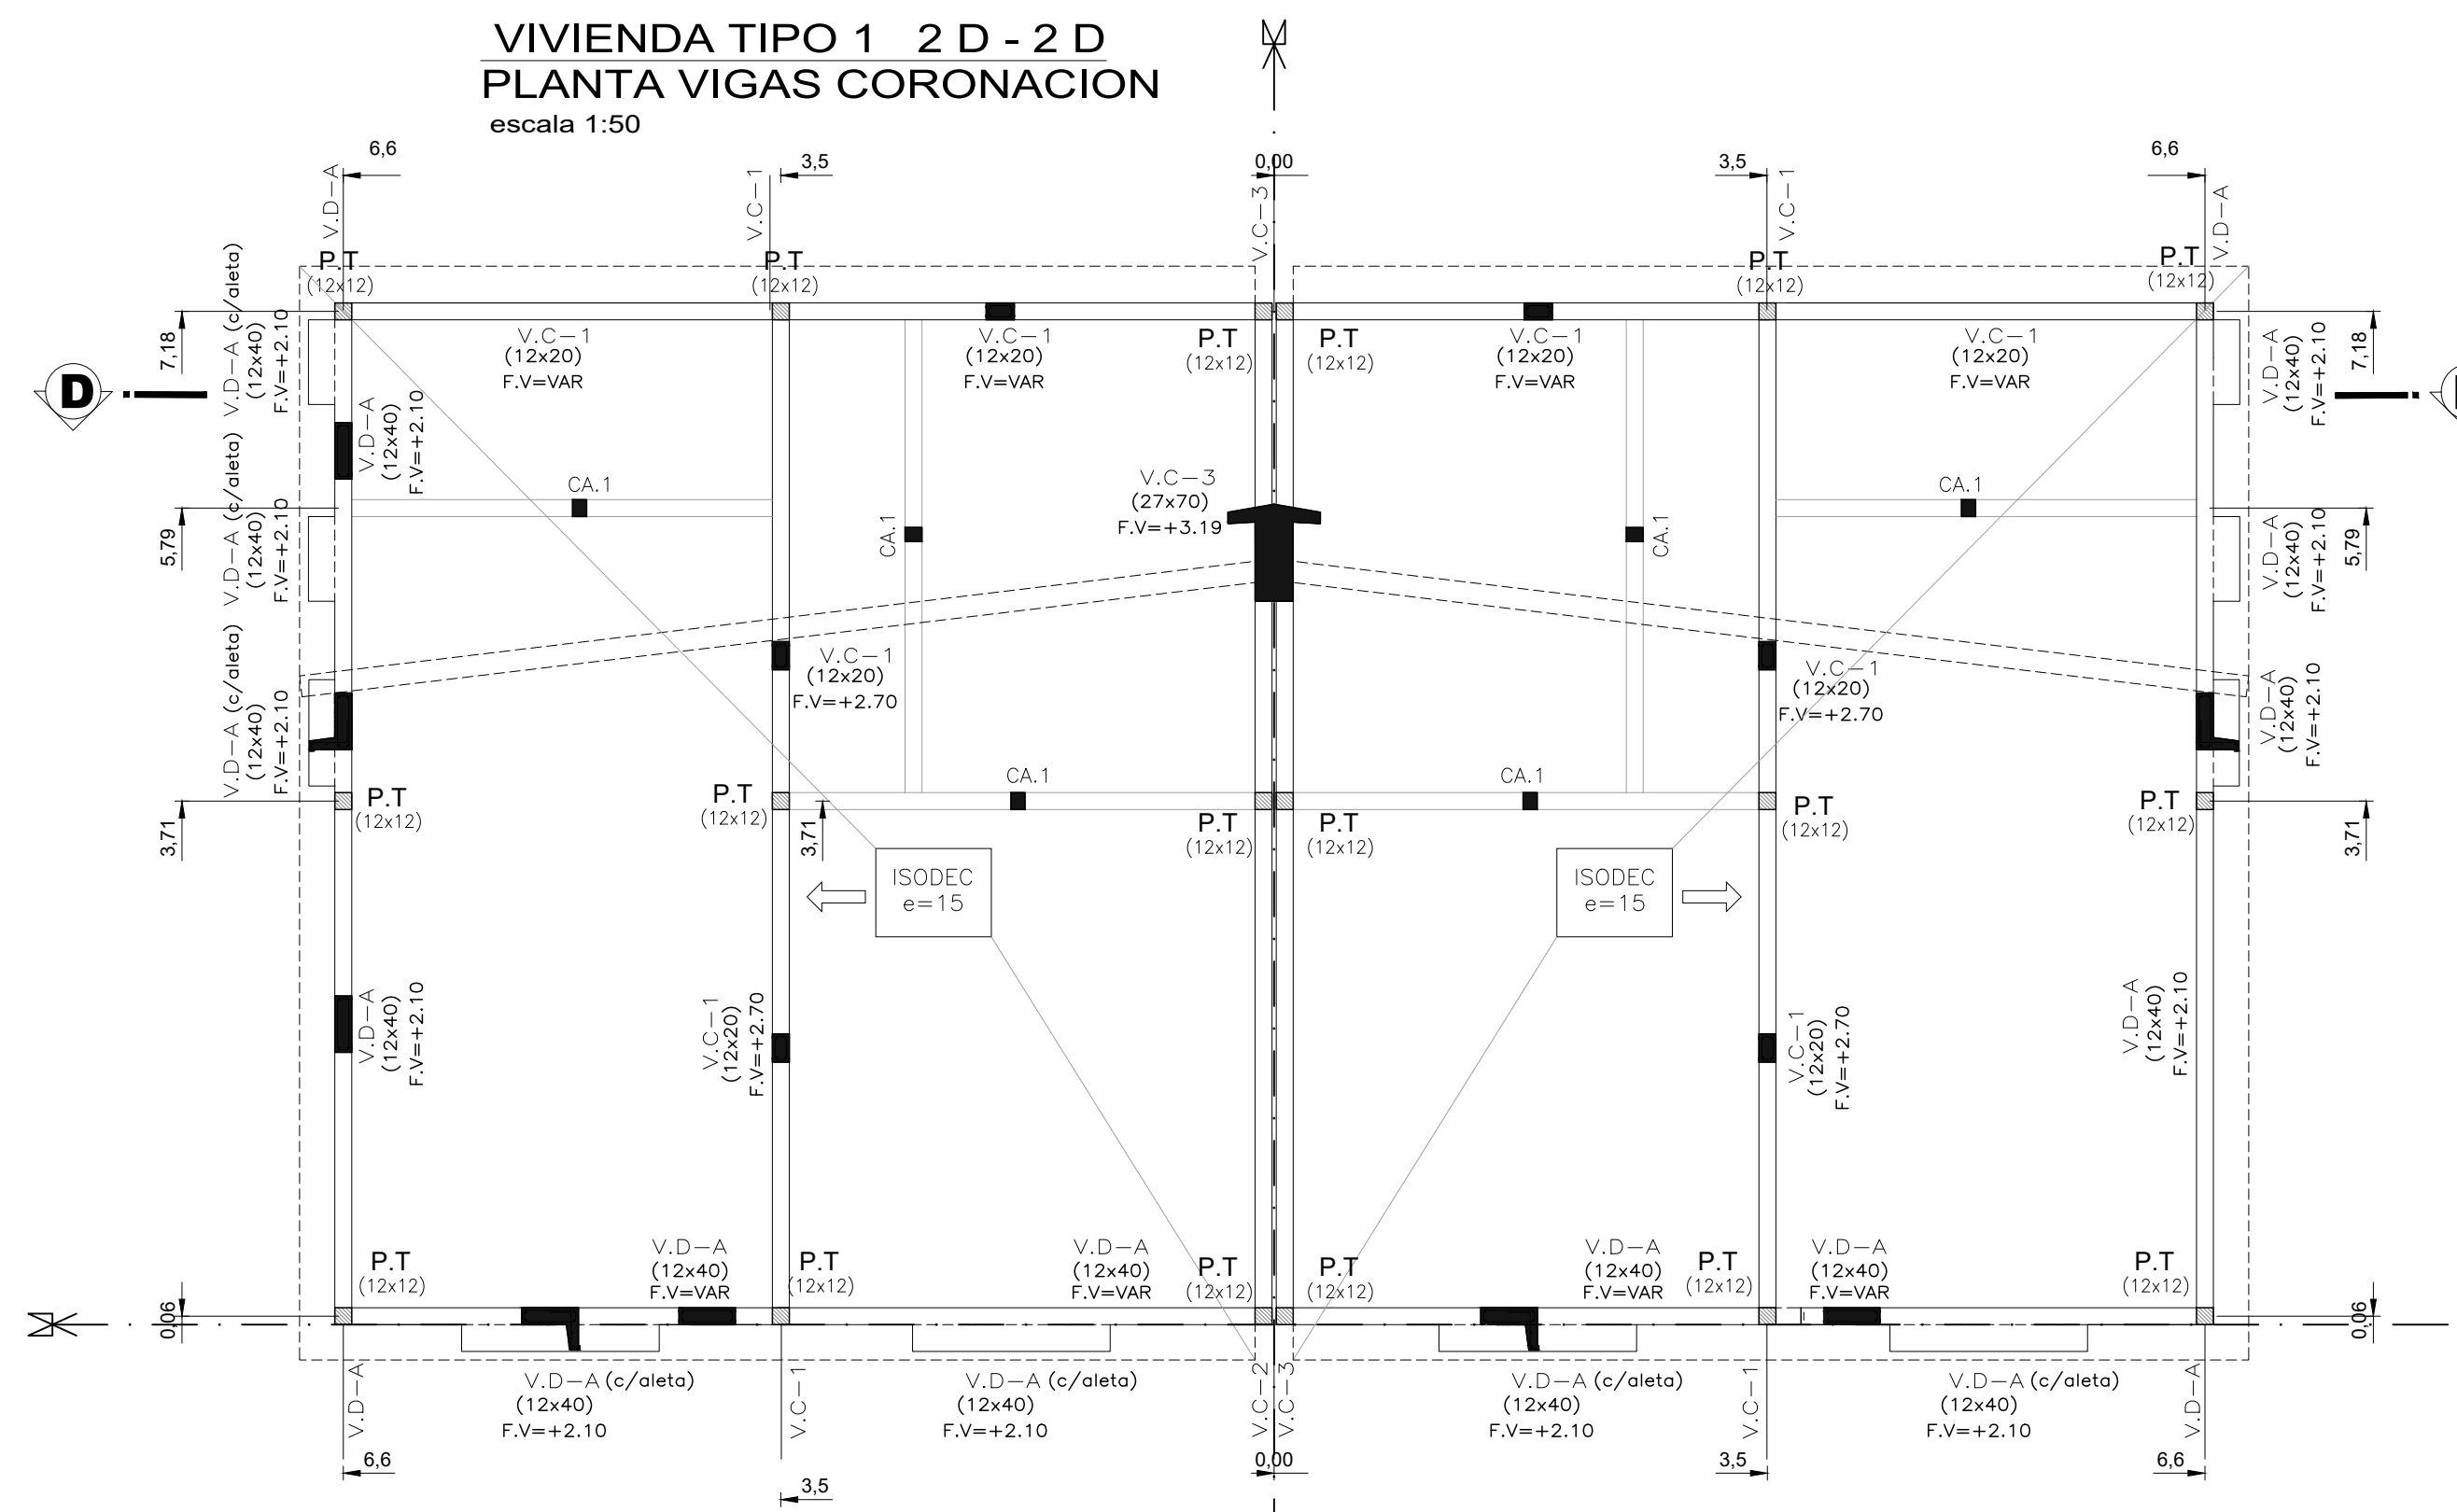 VIVIENDA TIPO 1   2 D - 2 D
PLANTA VIGAS CORONACION
escala 1:50
6,6
3,5
0,00
3,5
6,6
V.D-A
V.C-1
V.C-3
V.C-1
V.D-A
P.T
(12x12)
P.T
(12x12)
P.T
(12x12)
P.T
(12x12)
7,18
V.D-A (c/aleta)
(12x40)
F.V=+2.10
V.C-1
(12x20)
F.V=VAR
V.C-1
(12x20)
F.V=VAR
P.T
(12x12)
P.T
(12x12)
V.C-1
(12x20)
F.V=VAR
V.C-1
(12x20)
F.V=VAR
V.D-A
(12x40)
F.V=+2.10
7,18
D
V.D-A
(12x40)
F.V=+2.10
5,79
V.D-A (c/aleta)
(12x40)
F.V=+2.10
CA.1
CA.1
V.C-3
(27x70)
F.V=+3.19
CA.1
CA.1
V.D-A
(12x40)
F.V=+2.10
5,79
V.D-A (c/aleta)
(12x40)
F.V=+2.10
V.C-1
(12x20)
F.V=+2.70
V.C-1
(12x20)
F.V=+2.70
V.D-A
(12x40)
F.V=+2.10
3,71
P.T
(12x12)
P.T
(12x12)
3,71
CA.1
P.T
(12x12)
P.T
(12x12)
CA.1
P.T
(12x12)
P.T
(12x12)
3,71
ISODEC
e=15
ISODEC
e=15
V.D-A
(12x40)
F.V=+2.10
V.C-1
(12x20)
F.V=+2.70
V.C-1
(12x20)
F.V=+2.70
V.D-A
(12x40)
F.V=+2.10
P.T
(12x12)
V.D-A
(12x40)
F.V=VAR
P.T
(12x12)
V.D-A
(12x40)
F.V=VAR
P.T
(12x12)
P.T
(12x12)
V.D-A
(12x40)
F.V=VAR
P.T
(12x12)
V.D-A
(12x40)
F.V=VAR
P.T
(12x12)
0,06
0,06
V.D-A
V.D-A (c/aleta)
(12x40)
F.V=+2.10
V.C-1
V.D-A (c/aleta)
(12x40)
F.V=+2.10
V.C-2
V.C-3
V.D-A (c/aleta)
(12x40)
F.V=+2.10
V.C-1
V.D-A (c/aleta)
(12x40)
F.V=+2.10
V.D-A
6,6
3,5
0,00
3,5
6,6